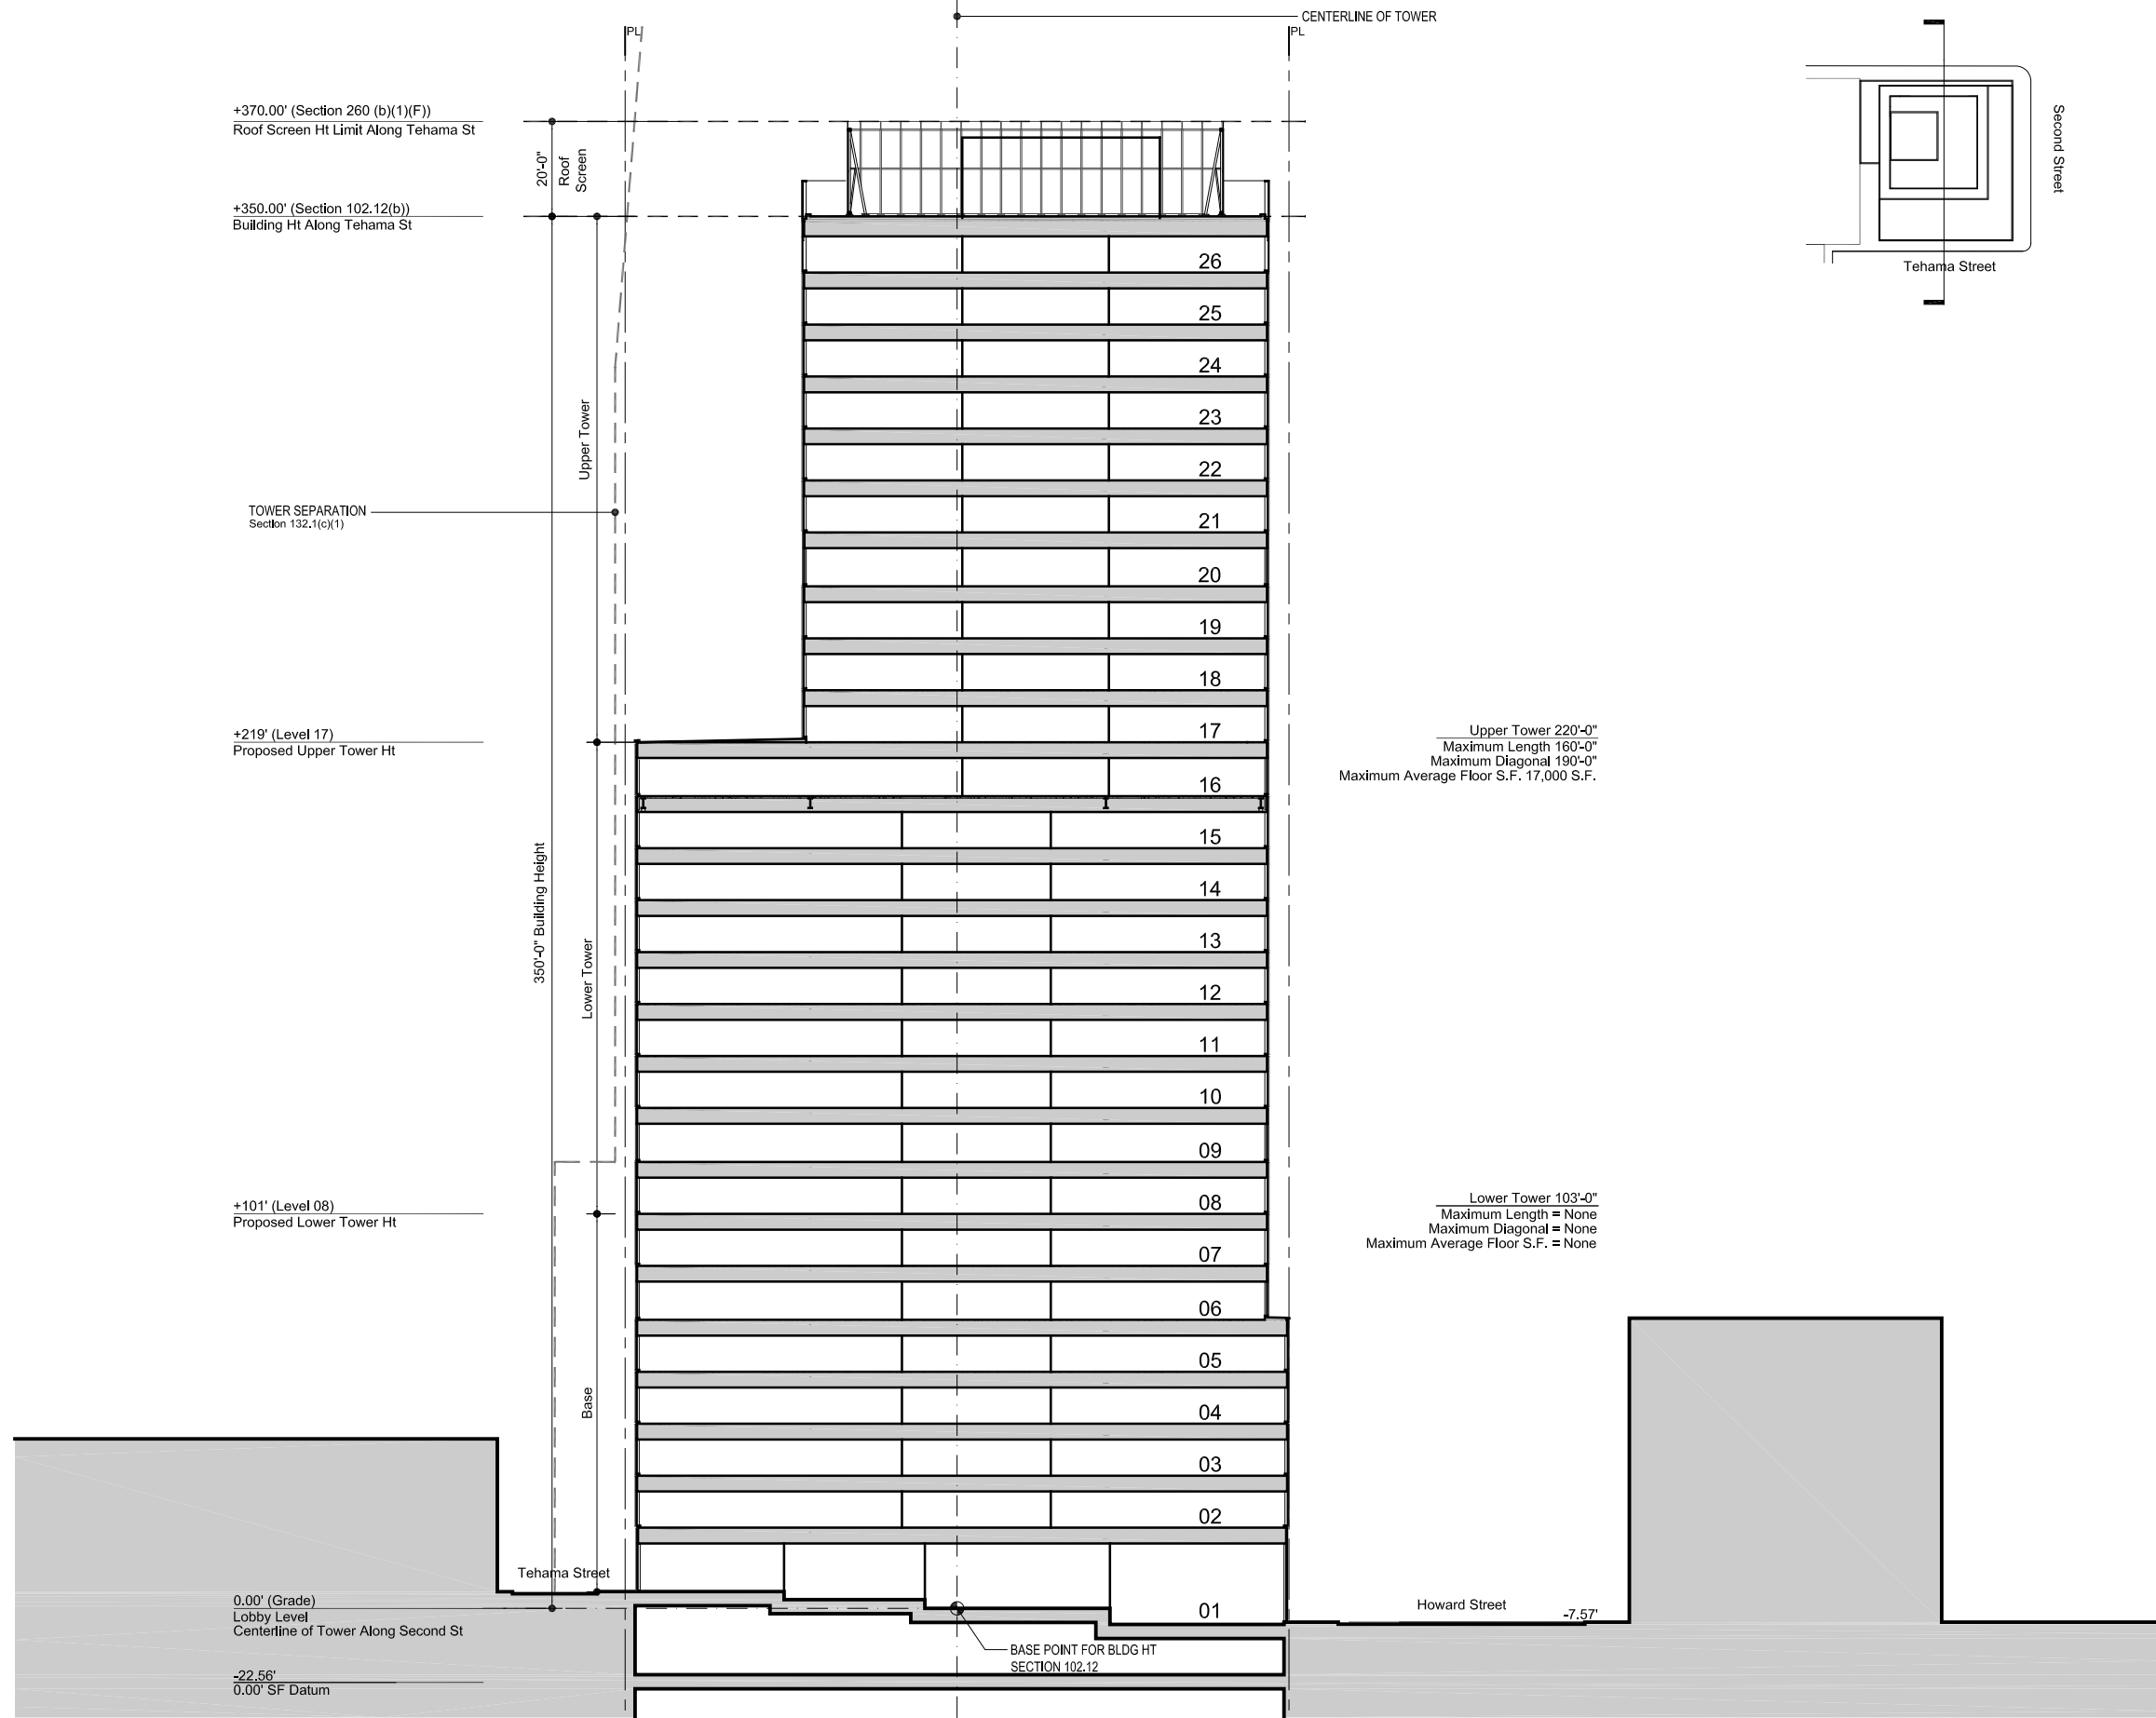 CENTERLINE OF TOWER
PL
PL
+370.00' (Section 260 (b)(1)(F))
Roof Screen Ht Limit Along Tehama St
20'-0"
Roof
Screen
+350.00' (Section 102.12(b))
Building Ht Along Tehama St
Second Street
Tehama Street
26
25
24
23
Upper Tower
22
TOWER SEPARATION
Section 132.1(c)(1)
21
20
19
18
17
+219' (Level 17)
Proposed Upper Tower Ht
Upper Tower 220'-0"
Maximum Length 160'-0"
Maximum Diagonal 190'-0"
Maximum Average Floor S.F. 17,000 S.F.
16
15
350'-0" Building Height
14
13
Lower Tower
12
11
10
09
08
+101' (Level 08)
Proposed Lower Tower Ht
Lower Tower 103'-0"
Maximum Length = None
Maximum Diagonal = None
Maximum Average Floor S.F. = None
07
06
05
Base
04
03
02
Tehama Street
0.00' (Grade)
Lobby Level
Centerline of Tower Along Second St
01
Howard Street
-7.57'
BASE POINT FOR BLDG HT
SECTION 102.12
-22.56'
0.00' SF Datum